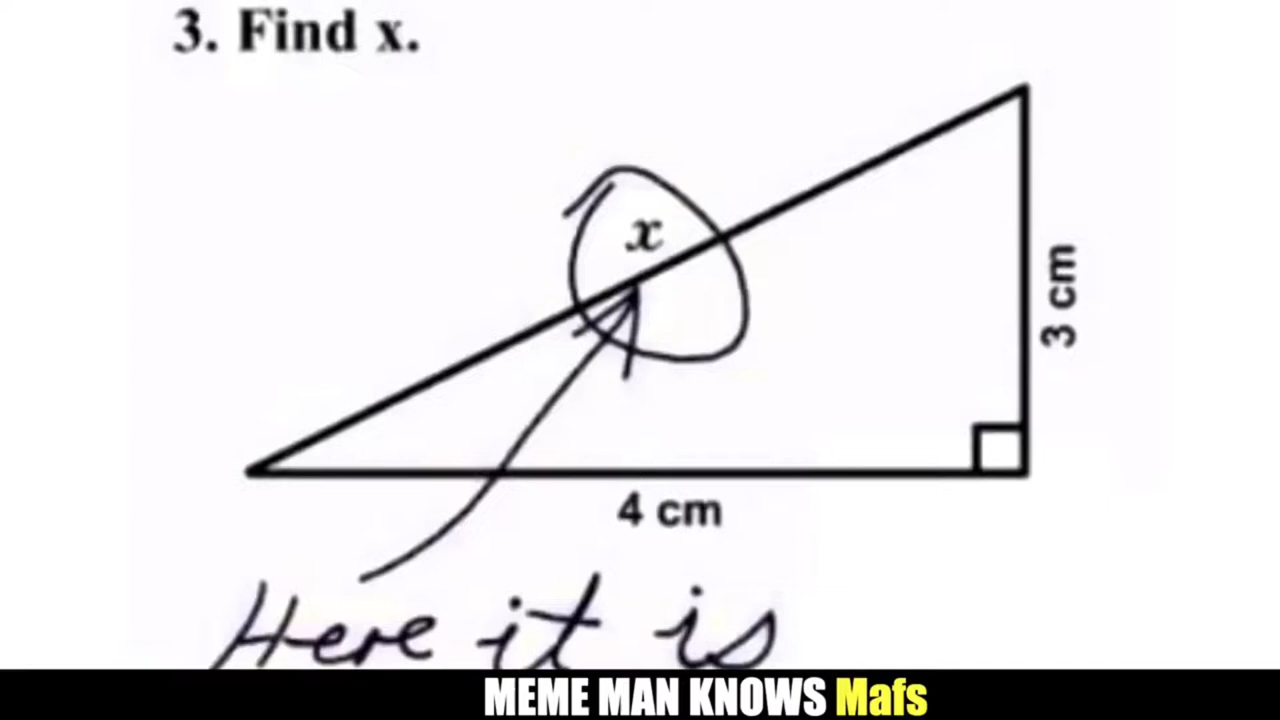 3. Find x.
x
3 cm
4 cm
Here it is
MEME MAN KNOWS Mafs